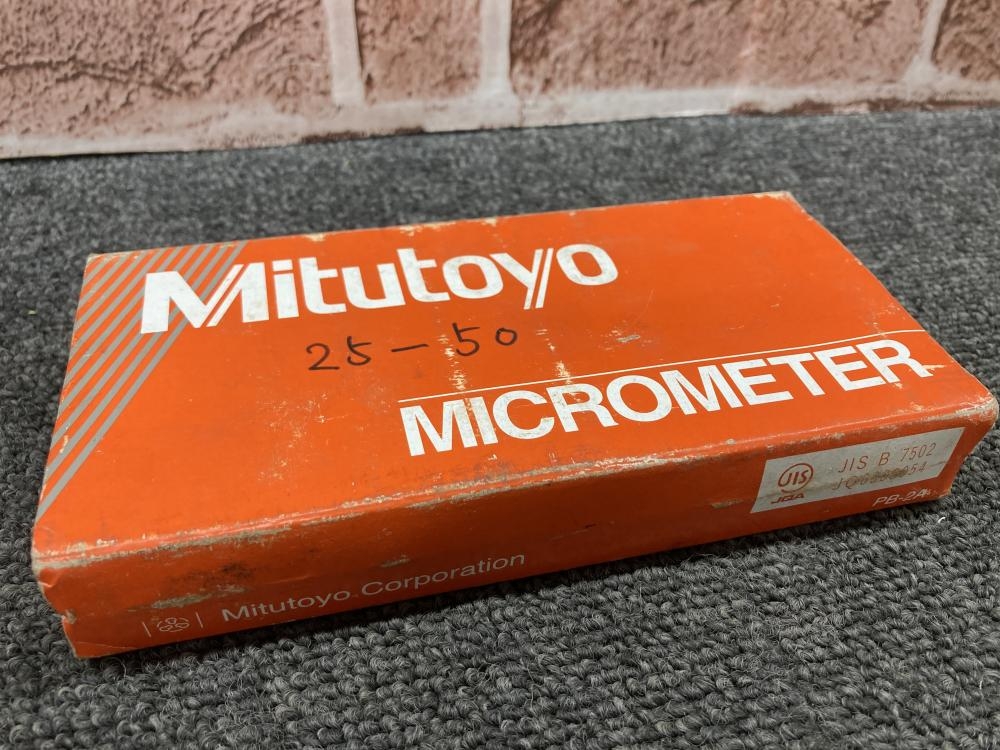 Mitutoyo
25-50
MICROMETER
JIS
JQA
JIS B 7502
PB-2A
Mitutoyo Corporation